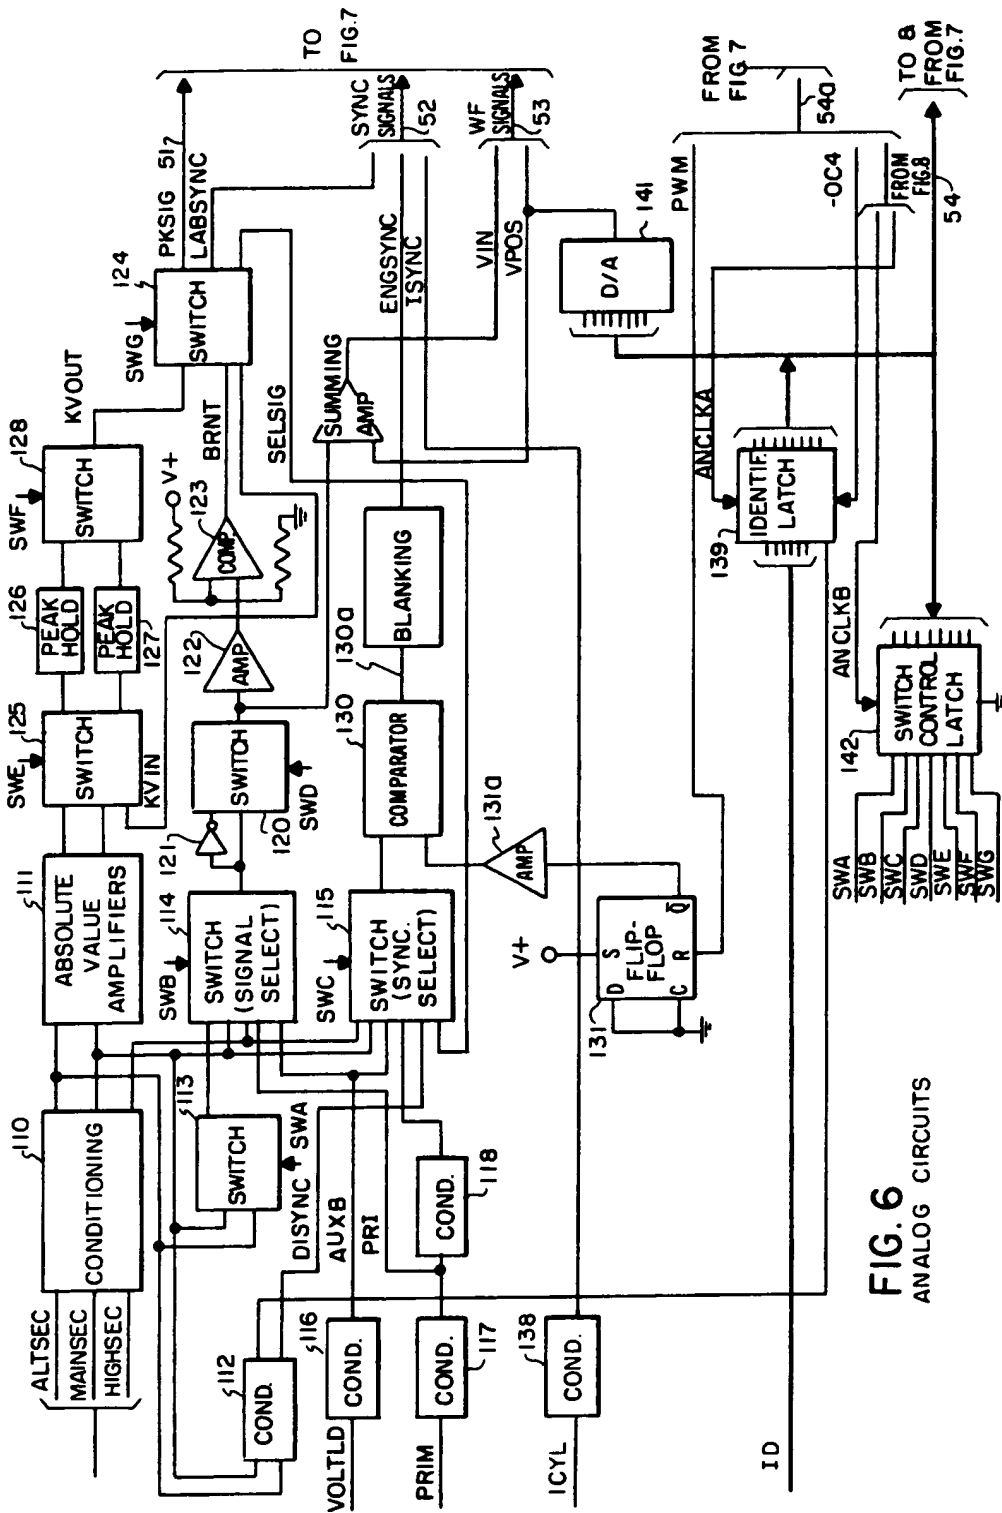 ALTSEC
MAINSEC
HIGHSEC
110
CONDITIONING
111
ABSOLUTE
VALUE
AMPLIFIERS
SWE
125
SWITCH
KVIN
126
PEAK
HOLD
PEAK
HOLD
127
SWF
128
SWITCH
KVOUT
SWG
124
SWITCH
PKSIG 51
LABSYNC
TO
FIG.7
113
SWITCH
SWA
SWB
114
SWITCH
(SIGNAL
SELECT)
121
SWITCH
120
SWD
122
AMP
123
COMP.
V+
BRNT
SELSIG
112
COND.
DISYNC
AUXB
PRI
SWC
115
SWITCH
(SYNC.
SELECT)
130
COMPARATOR
130a
BLANKING
SUMMING
AMP
ENGSYNC
ISYNC
SYNC
SIGNALS
52
VOLTLD
116
COND.
PRIM
117
COND.
118
COND.
131a
AMP
VIN
VPOS
WF
SIGNALS
53
ICYL
138
COND.
V+
131
S
D
FLIP-
FLOP
Q
C
R
141
D/A
PWM
FROM
FIG 7
54a
-OC4
FROM
FIG.8
ANCLKA
139
IDENTIF.
LATCH
ID
ANCLKB
142
SWITCH
CONTROL
LATCH
SWA
SWB
SWC
SWD
SWE
SWF
SWG
54
TO &
FROM
FIG.7
FIG. 6
ANALOG CIRCUITS